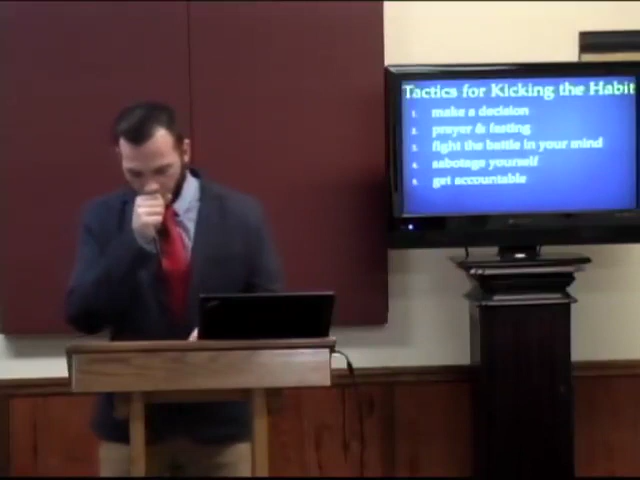 Tactics for Kicking the Habit
1. make a decision
2. prayer & fasting
3. fight the battle in your mind
4. sabotage yourself
5. get accountable